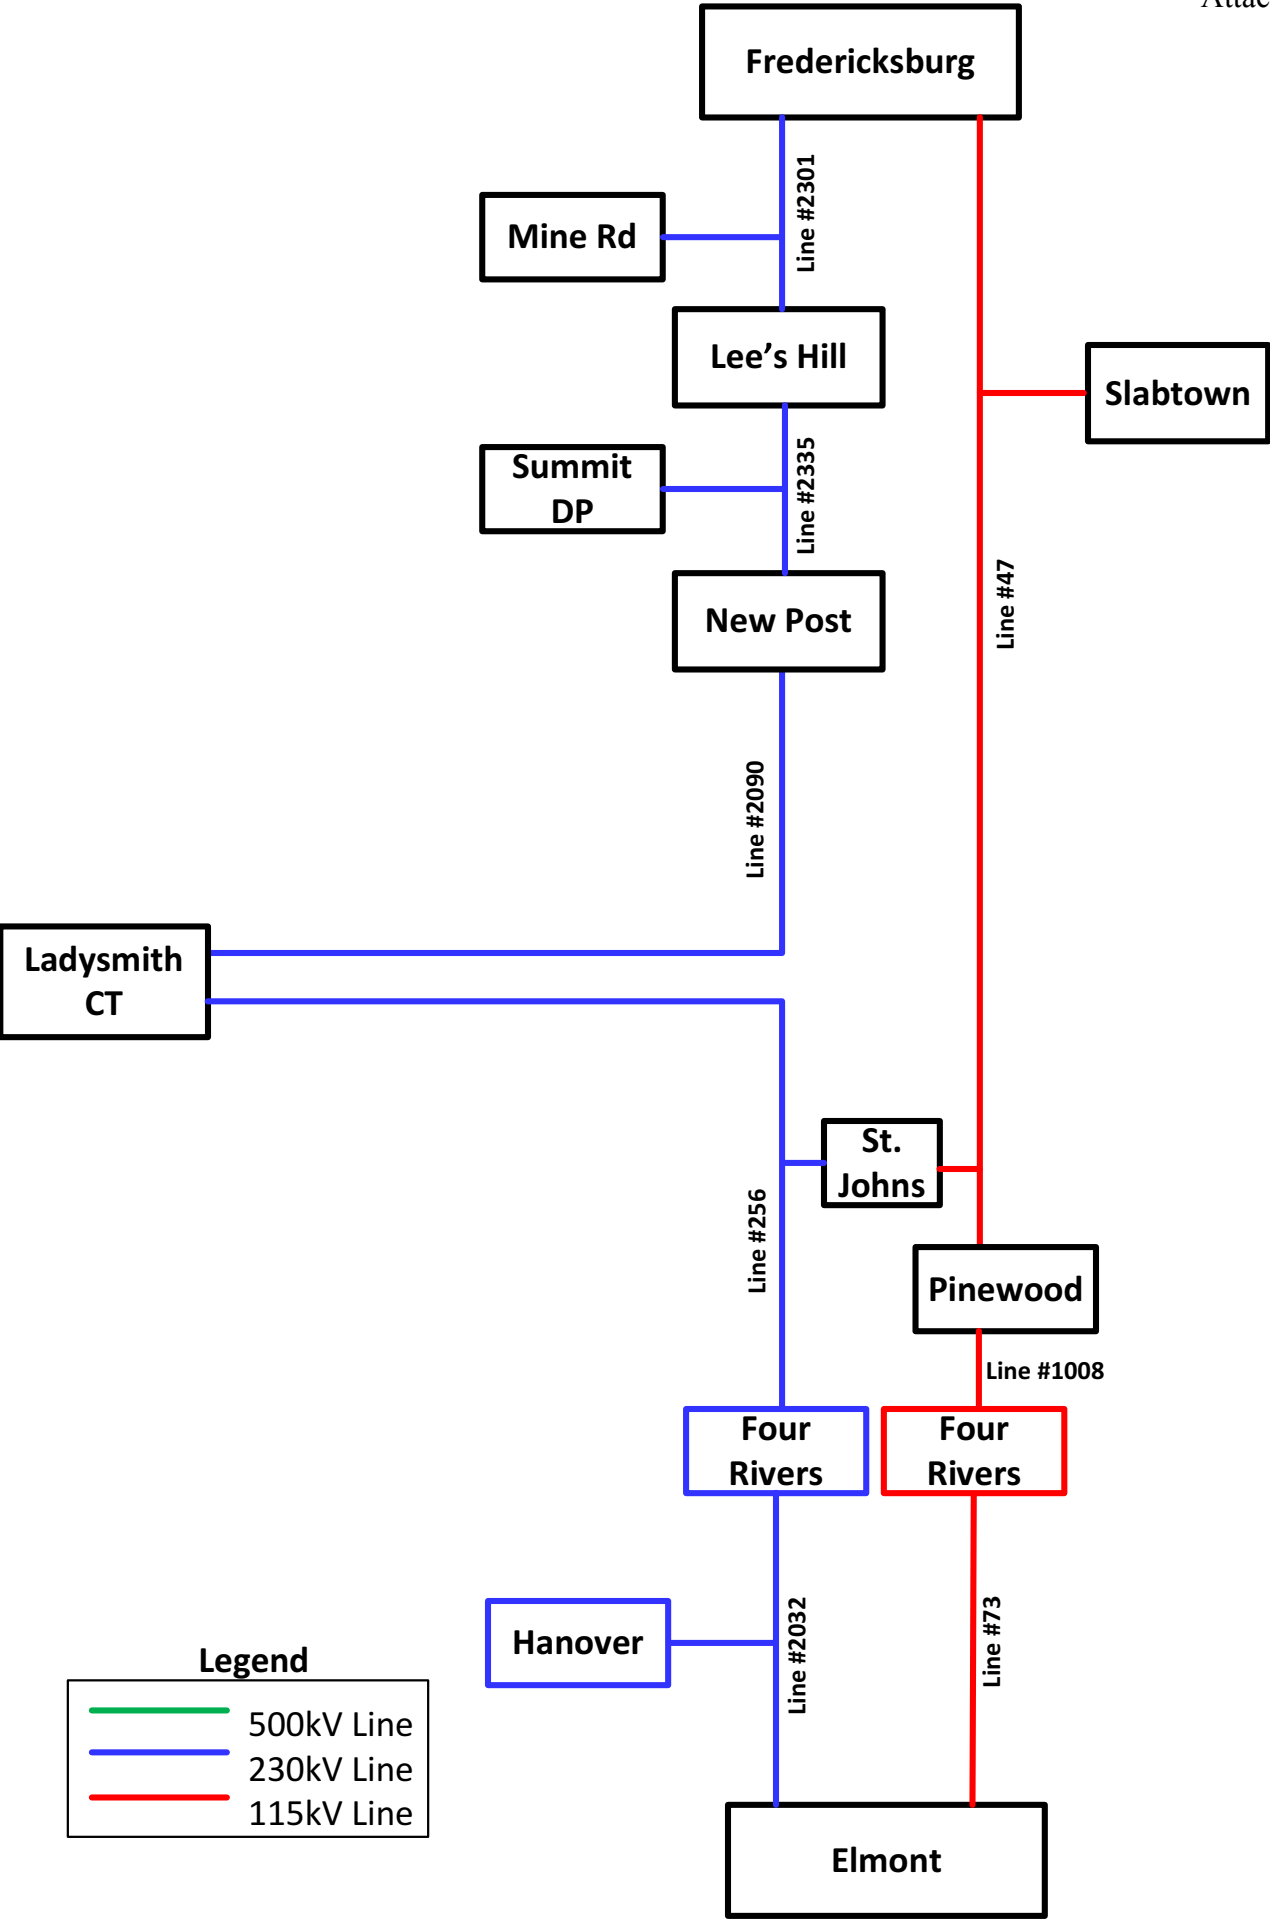 Attac
Fredericksburg
Line #2301
Mine Rd
Lee's Hill
Slabtown
Summit
DP
Line #2335
New Post
Line #47
Line #2090
Ladysmith
CT
St.
Johns
Line #256
Pinewood
Line #1008
Four
Rivers
Four
Rivers
Hanover
Line #2032
Line #73
Legend
500kV Line
230kV Line
115kV Line
Elmont